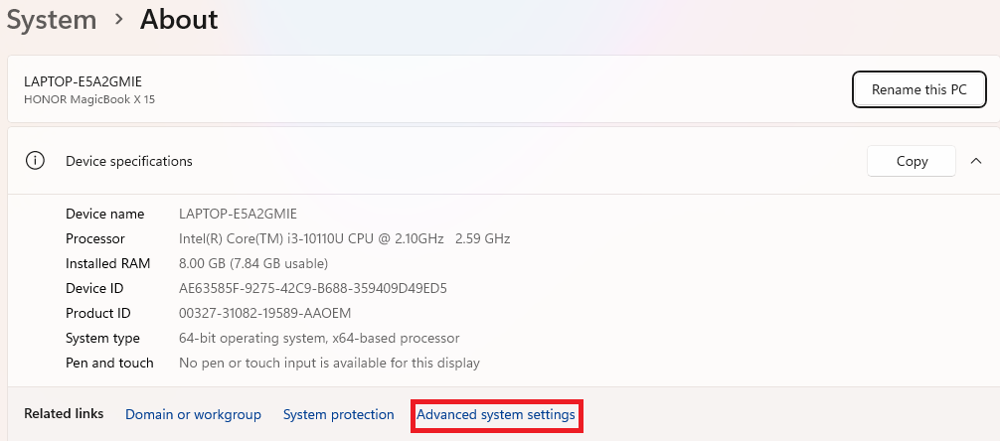 System > About
LAPTOP-E5A2GMIE
HONOR MagicBook X 15
Rename this PC
Device specifications
Copy
Device name LAPTOP-E5A2GMIE
Processor Intel(R) Core(TM) i3-10110U CPU @ 2.10GHz 2.59 GHz
Installed RAM 8.00 GB (7.84 GB usable)
Device ID AE63585F-9275-42C9-B688-359409D49ED5
Product ID 00327-31082-19589-AAOEM
System type 64-bit operating system, x64-based processor
Pen and touch No pen or touch input is available for this display
Related links Domain or workgroup System protection Advanced system settings